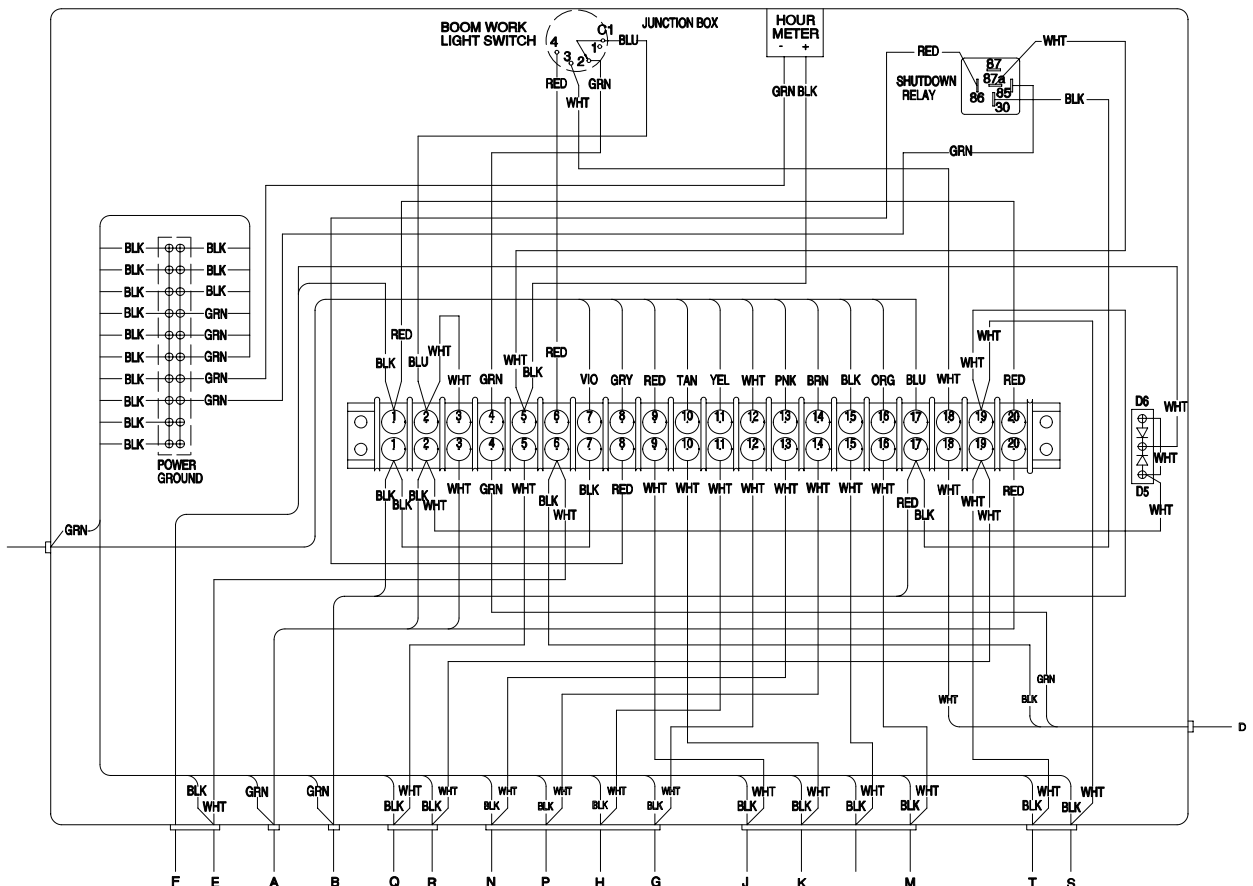 BOOM WORK
LIGHT SWITCH
JUNCTION BOX
C1
4
3
2
1
BLU
RED
WHT
GRN
HOUR
METER
- +
GRN BLK
RED
WHT
SHUTDOWN
RELAY
87
87a
86
85
30
BLK
GRN
BLK BLK
BLK BLK
BLK BLK
BLK GRN
BLK GRN
BLK GRN
BLK GRN
BLK GRN
BLK
BLK
POWER
GROUND
GRN
RED
BLK
BLU
WHT
WHT
GRN
WHT
BLK
RED
VIO GRY RED TAN YEL WHT PNK BRN BLK ORG BLU WHT
WHT
WHT
RED
1 2 3 4 5 6 7 8 9 10 11 12 13 14 15 16 17 18 19 20
1 2 3 4 5 6 7 8 9 10 11 12 13 14 15 16 17 18 19 20
D6
WHT
WHT
D5
WHT
BLK
BLK
BLK
WHT
WHT GRN WHT
BLK
WHT
BLK RED WHT WHT WHT WHT WHT WHT WHT WHT
RED
BLK
WHT
WHT
WHT
RED
GRN
WHT
BLK
D
BLK
WHT
GRN
GRN
WHT
BLK
WHT
BLK
WHT
BLK
WHT
BLK
WHT
BLK
WHT
BLK
WHT
BLK
WHT
BLK
WHT
BLK
WHT
BLK
WHT
BLK
WHT
BLK
F E A B Q R N P H G J K M T S